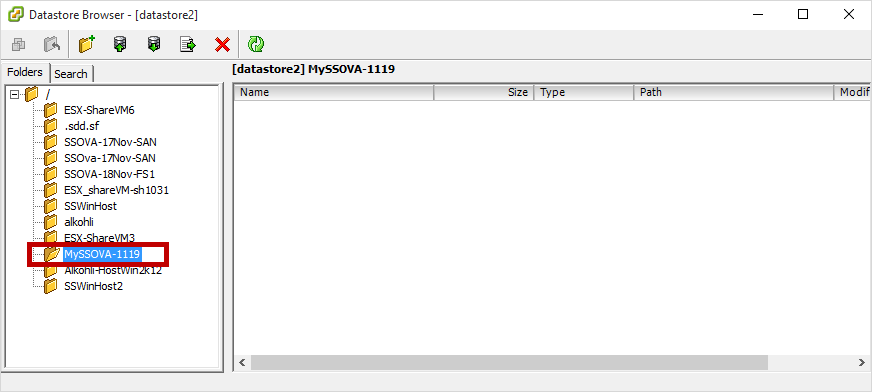 Datastore Browser - [datastore2]
Folders Search
[datastore2] MySSOVA-1119
Name Size Type Path Modif
/
ESX-ShareVM6
.sdd.sf
SSOVA-17Nov-SAN
SSOva-17Nov-SAN
SSOVA-18Nov-FS1
ESX_shareVM-sh1031
SSWinHost
alkohli
ESX-ShareVM3
MySSOVA-1119
Alkohli-HostWin2k12
SSWinHost2